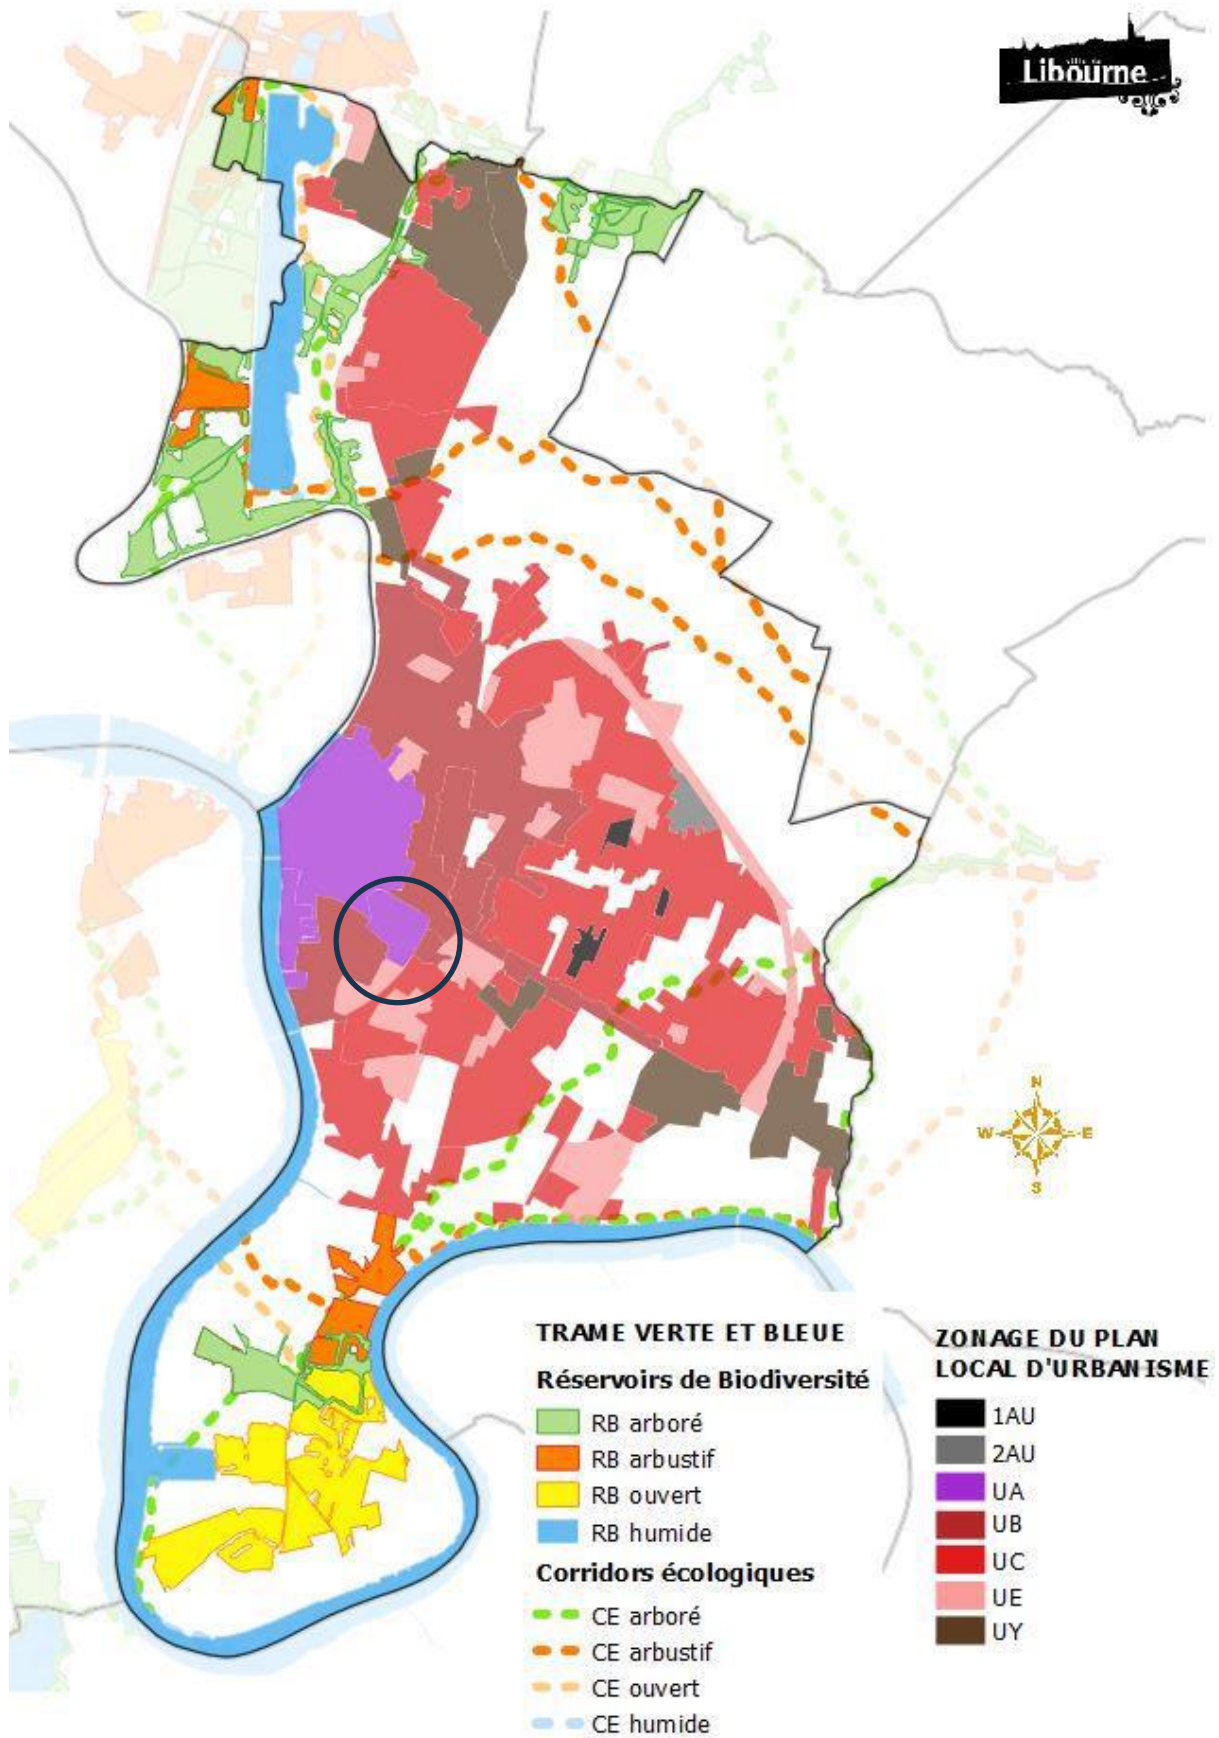 ville de
Libourne
N
W E
S
TRAME VERTE ET BLEUE
Réservoirs de Biodiversité
RB arboré
RB arbustif
RB ouvert
RB humide
Corridors écologiques
CE arboré
CE arbustif
CE ouvert
CE humide
ZONAGE DU PLAN
LOCAL D'URBANISME
1AU
2AU
UA
UB
UC
UE
UY